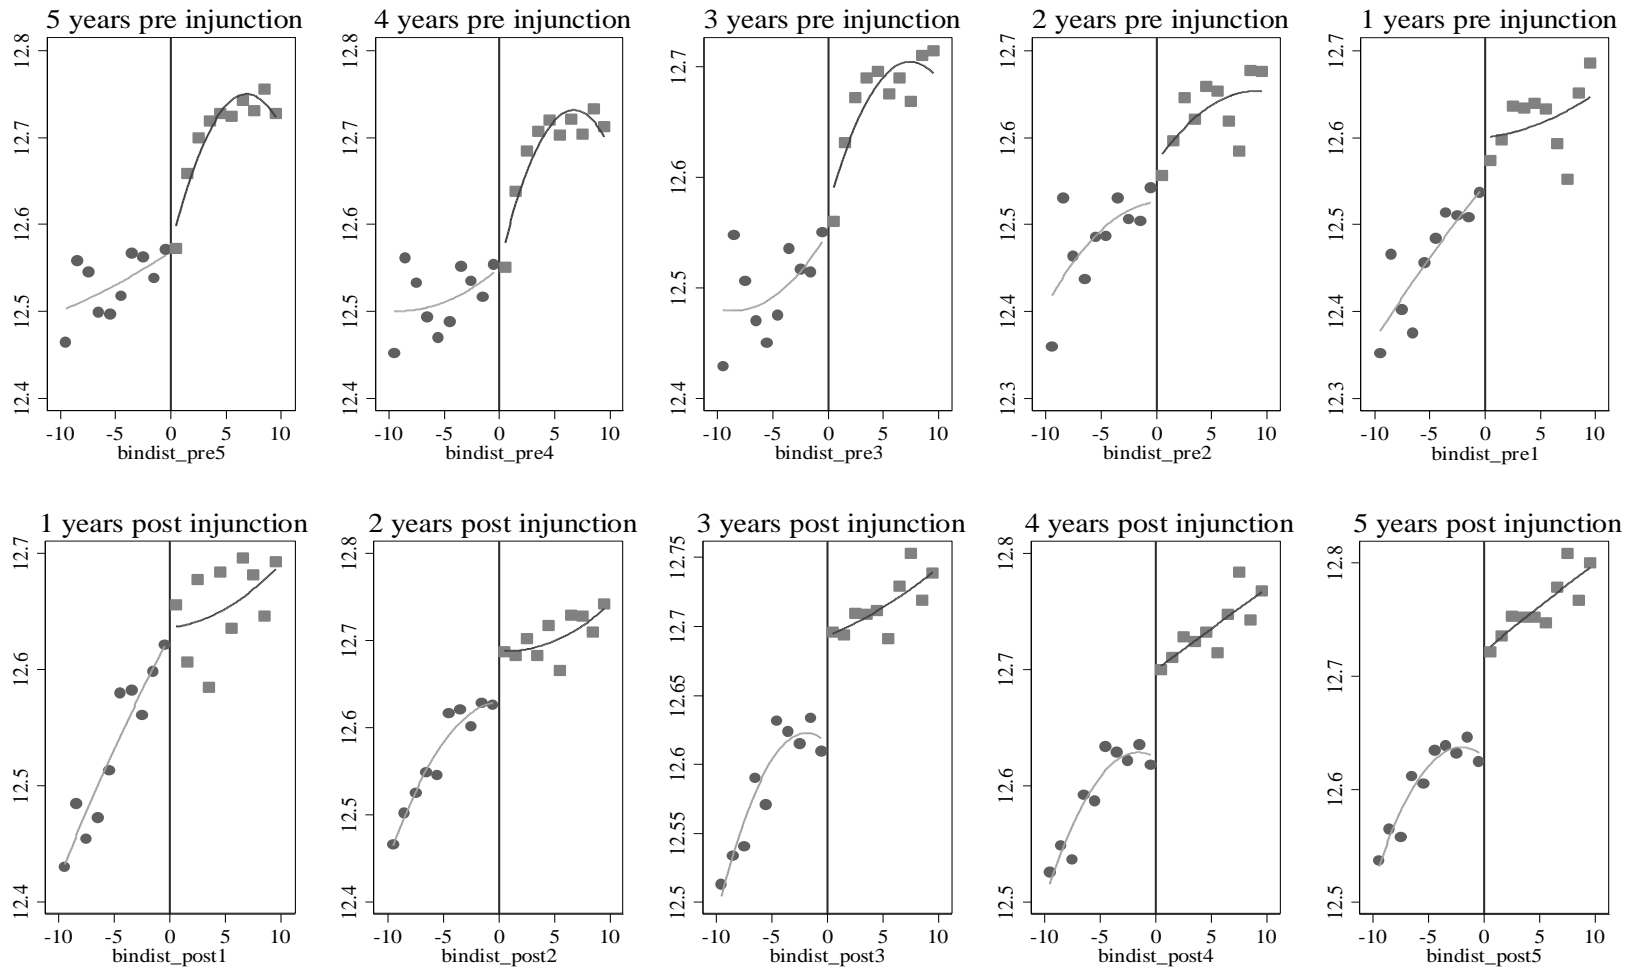 5 years pre injunction
12.8
12.7
12.6
12.5
12.4
-10 -5 0 5 10
bindist_pre5
4 years pre injunction
12.8
12.7
12.6
12.5
12.4
-10 -5 0 5 10
bindist_pre4
3 years pre injunction
12.7
12.6
12.5
12.4
-10 -5 0 5 10
bindist_pre3
2 years pre injunction
12.7
12.6
12.5
12.4
12.3
-10 -5 0 5 10
bindist_pre2
1 years pre injunction
12.7
12.6
12.5
12.4
12.3
-10 -5 0 5 10
bindist_pre1
1 years post injunction
12.7
12.6
12.5
12.4
-10 -5 0 5 10
bindist_post1
2 years post injunction
12.8
12.7
12.6
12.5
12.4
-10 -5 0 5 10
bindist_post2
3 years post injunction
12.75
12.7
12.65
12.6
12.55
12.5
-10 -5 0 5 10
bindist_post3
4 years post injunction
12.8
12.7
12.6
12.5
-10 -5 0 5 10
bindist_post4
5 years post injunction
12.8
12.7
12.6
12.5
-10 -5 0 5 10
bindist_post5